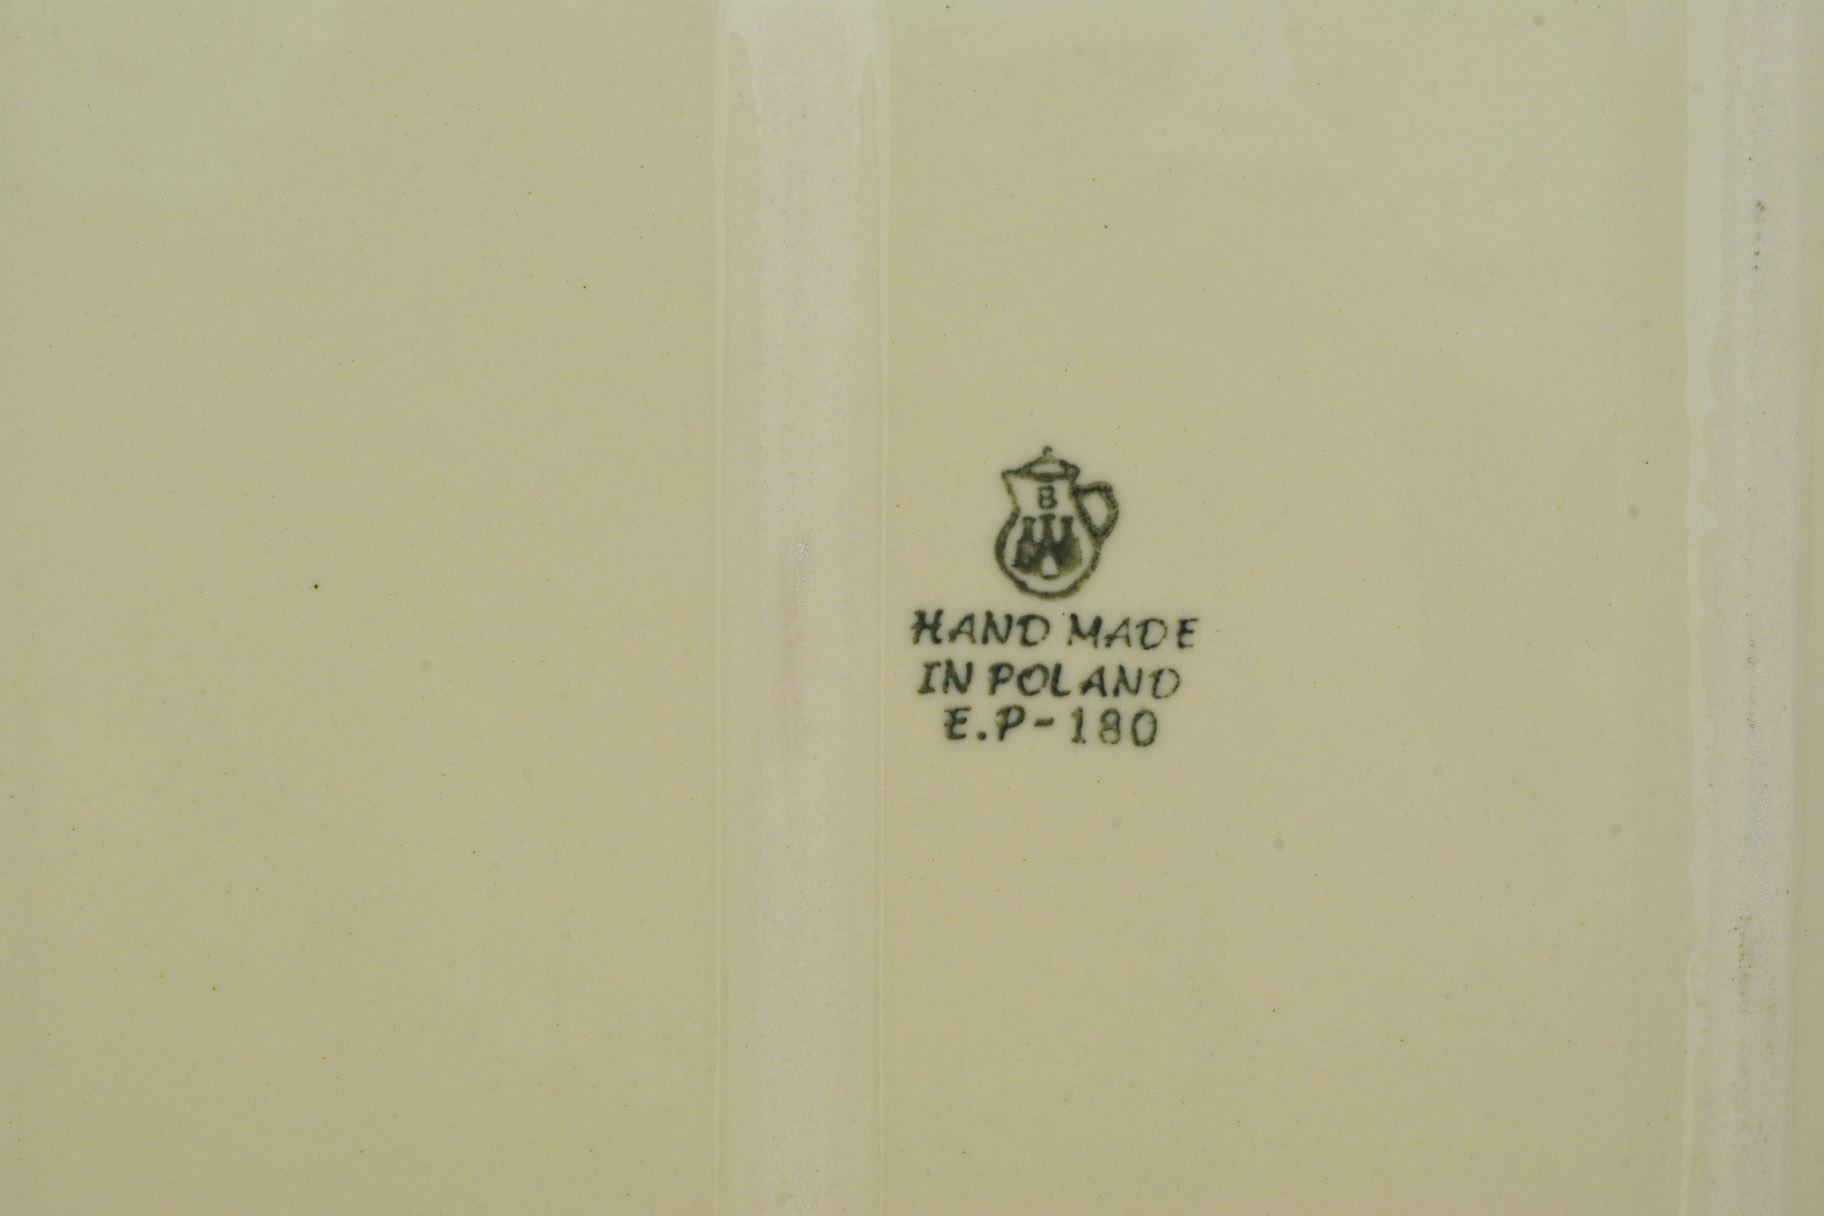 B
HAND MADE
IN POLAND
E.P-180